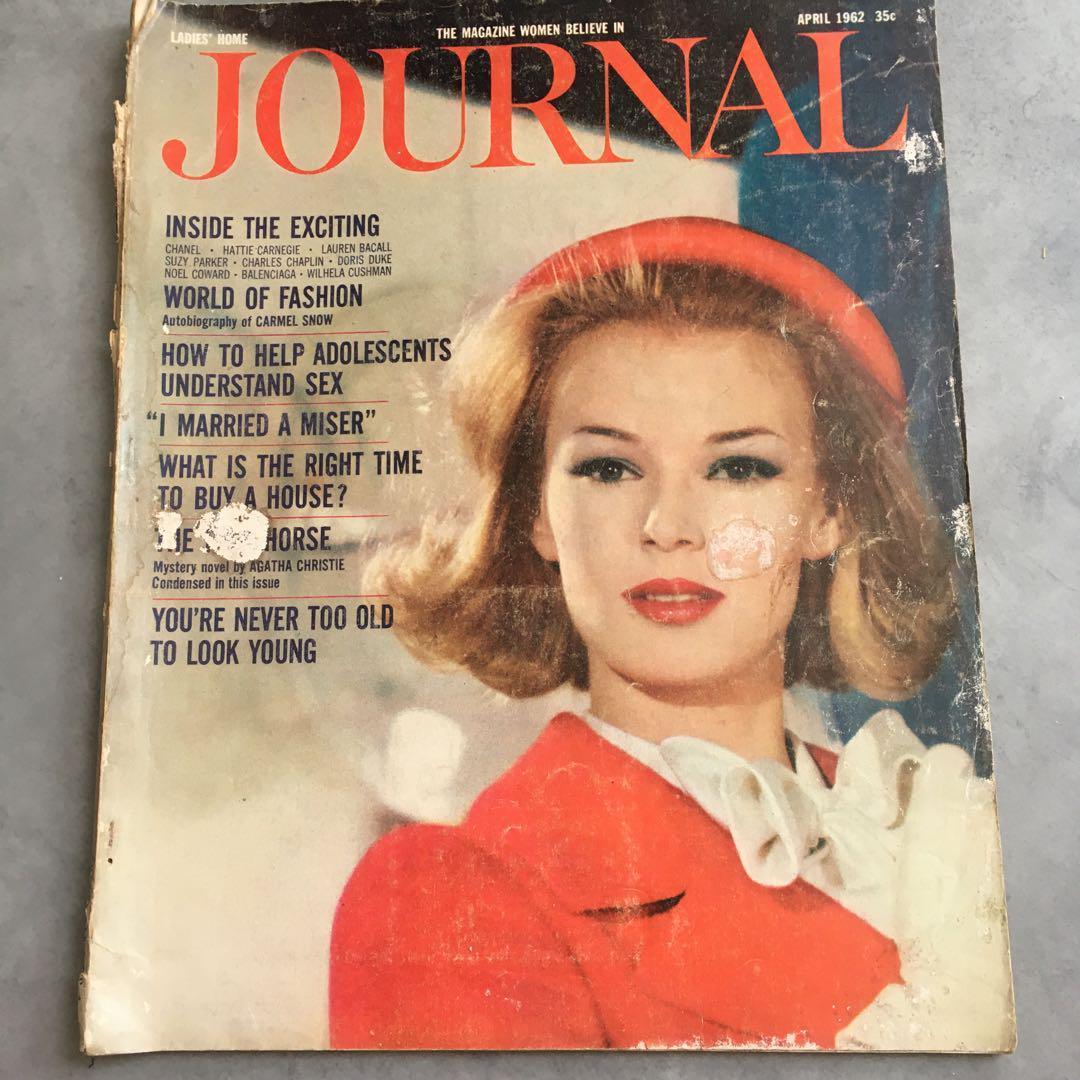 LADIES' HOME
THE MAGAZINE WOMEN BELIEVE IN
APRIL 1962 35c
JOURNAL
INSIDE THE EXCITING
CHANEL • HATTIE CARNEGIE • LAUREN BACALL
SUZY PARKER • CHARLES CHAPLIN • DORIS DUKE
NOEL COWARD • BALENCIAGA • WILHELA CUSHMAN
WORLD OF FASHION
Autobiography of CARMEL SNOW
HOW TO HELP ADOLESCENTS
UNDERSTAND SEX
"I MARRIED A MISER"
WHAT IS THE RIGHT TIME
TO BUY A HOUSE?
THE HORSE
Mystery novel by AGATHA CHRISTIE
Condensed in this issue
YOU'RE NEVER TOO OLD
TO LOOK YOUNG